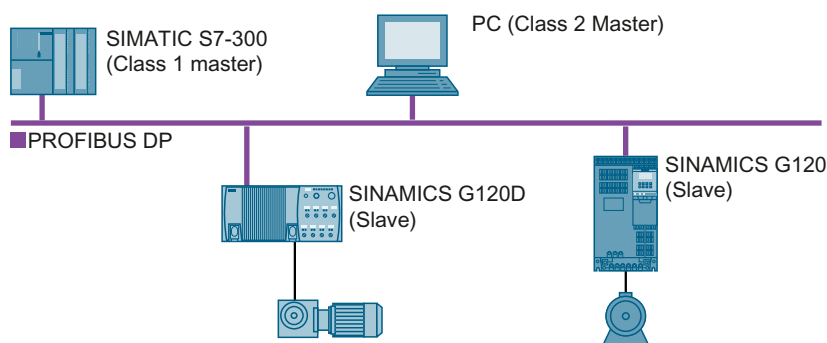 SIMATIC S7-300
(Class 1 master)
PC (Class 2 Master)
PROFIBUS DP
SINAMICS G120D
(Slave)
SINAMICS G120
(Slave)